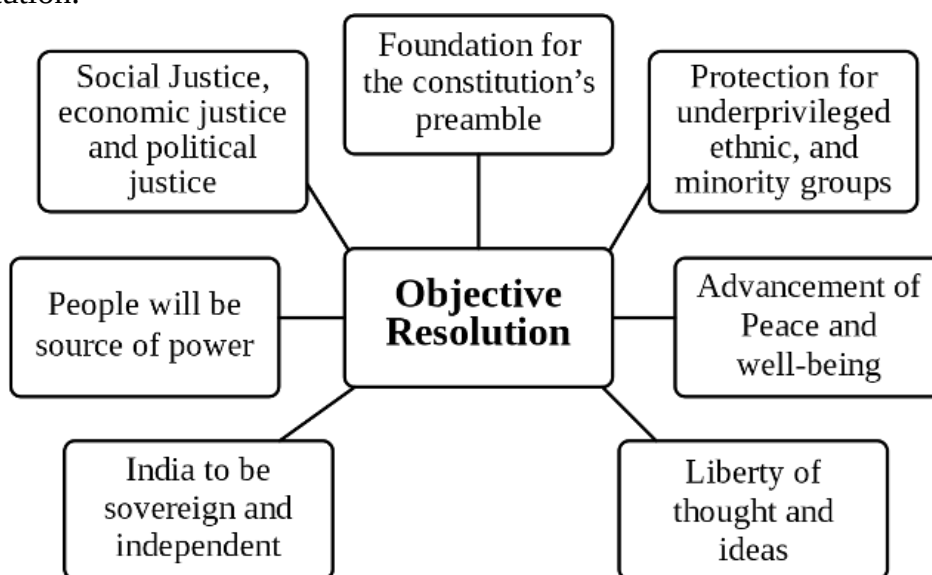 Foundation for
the constitution’s
preamble
Social Justice,
economic justice
and political
justice
Protection for
underprivileged
ethnic, and
minority groups
People will be
source of power
Objective
Resolution
Advancement of
Peace and
well-being
India to be
sovereign and
independent
Liberty of
thought and
ideas